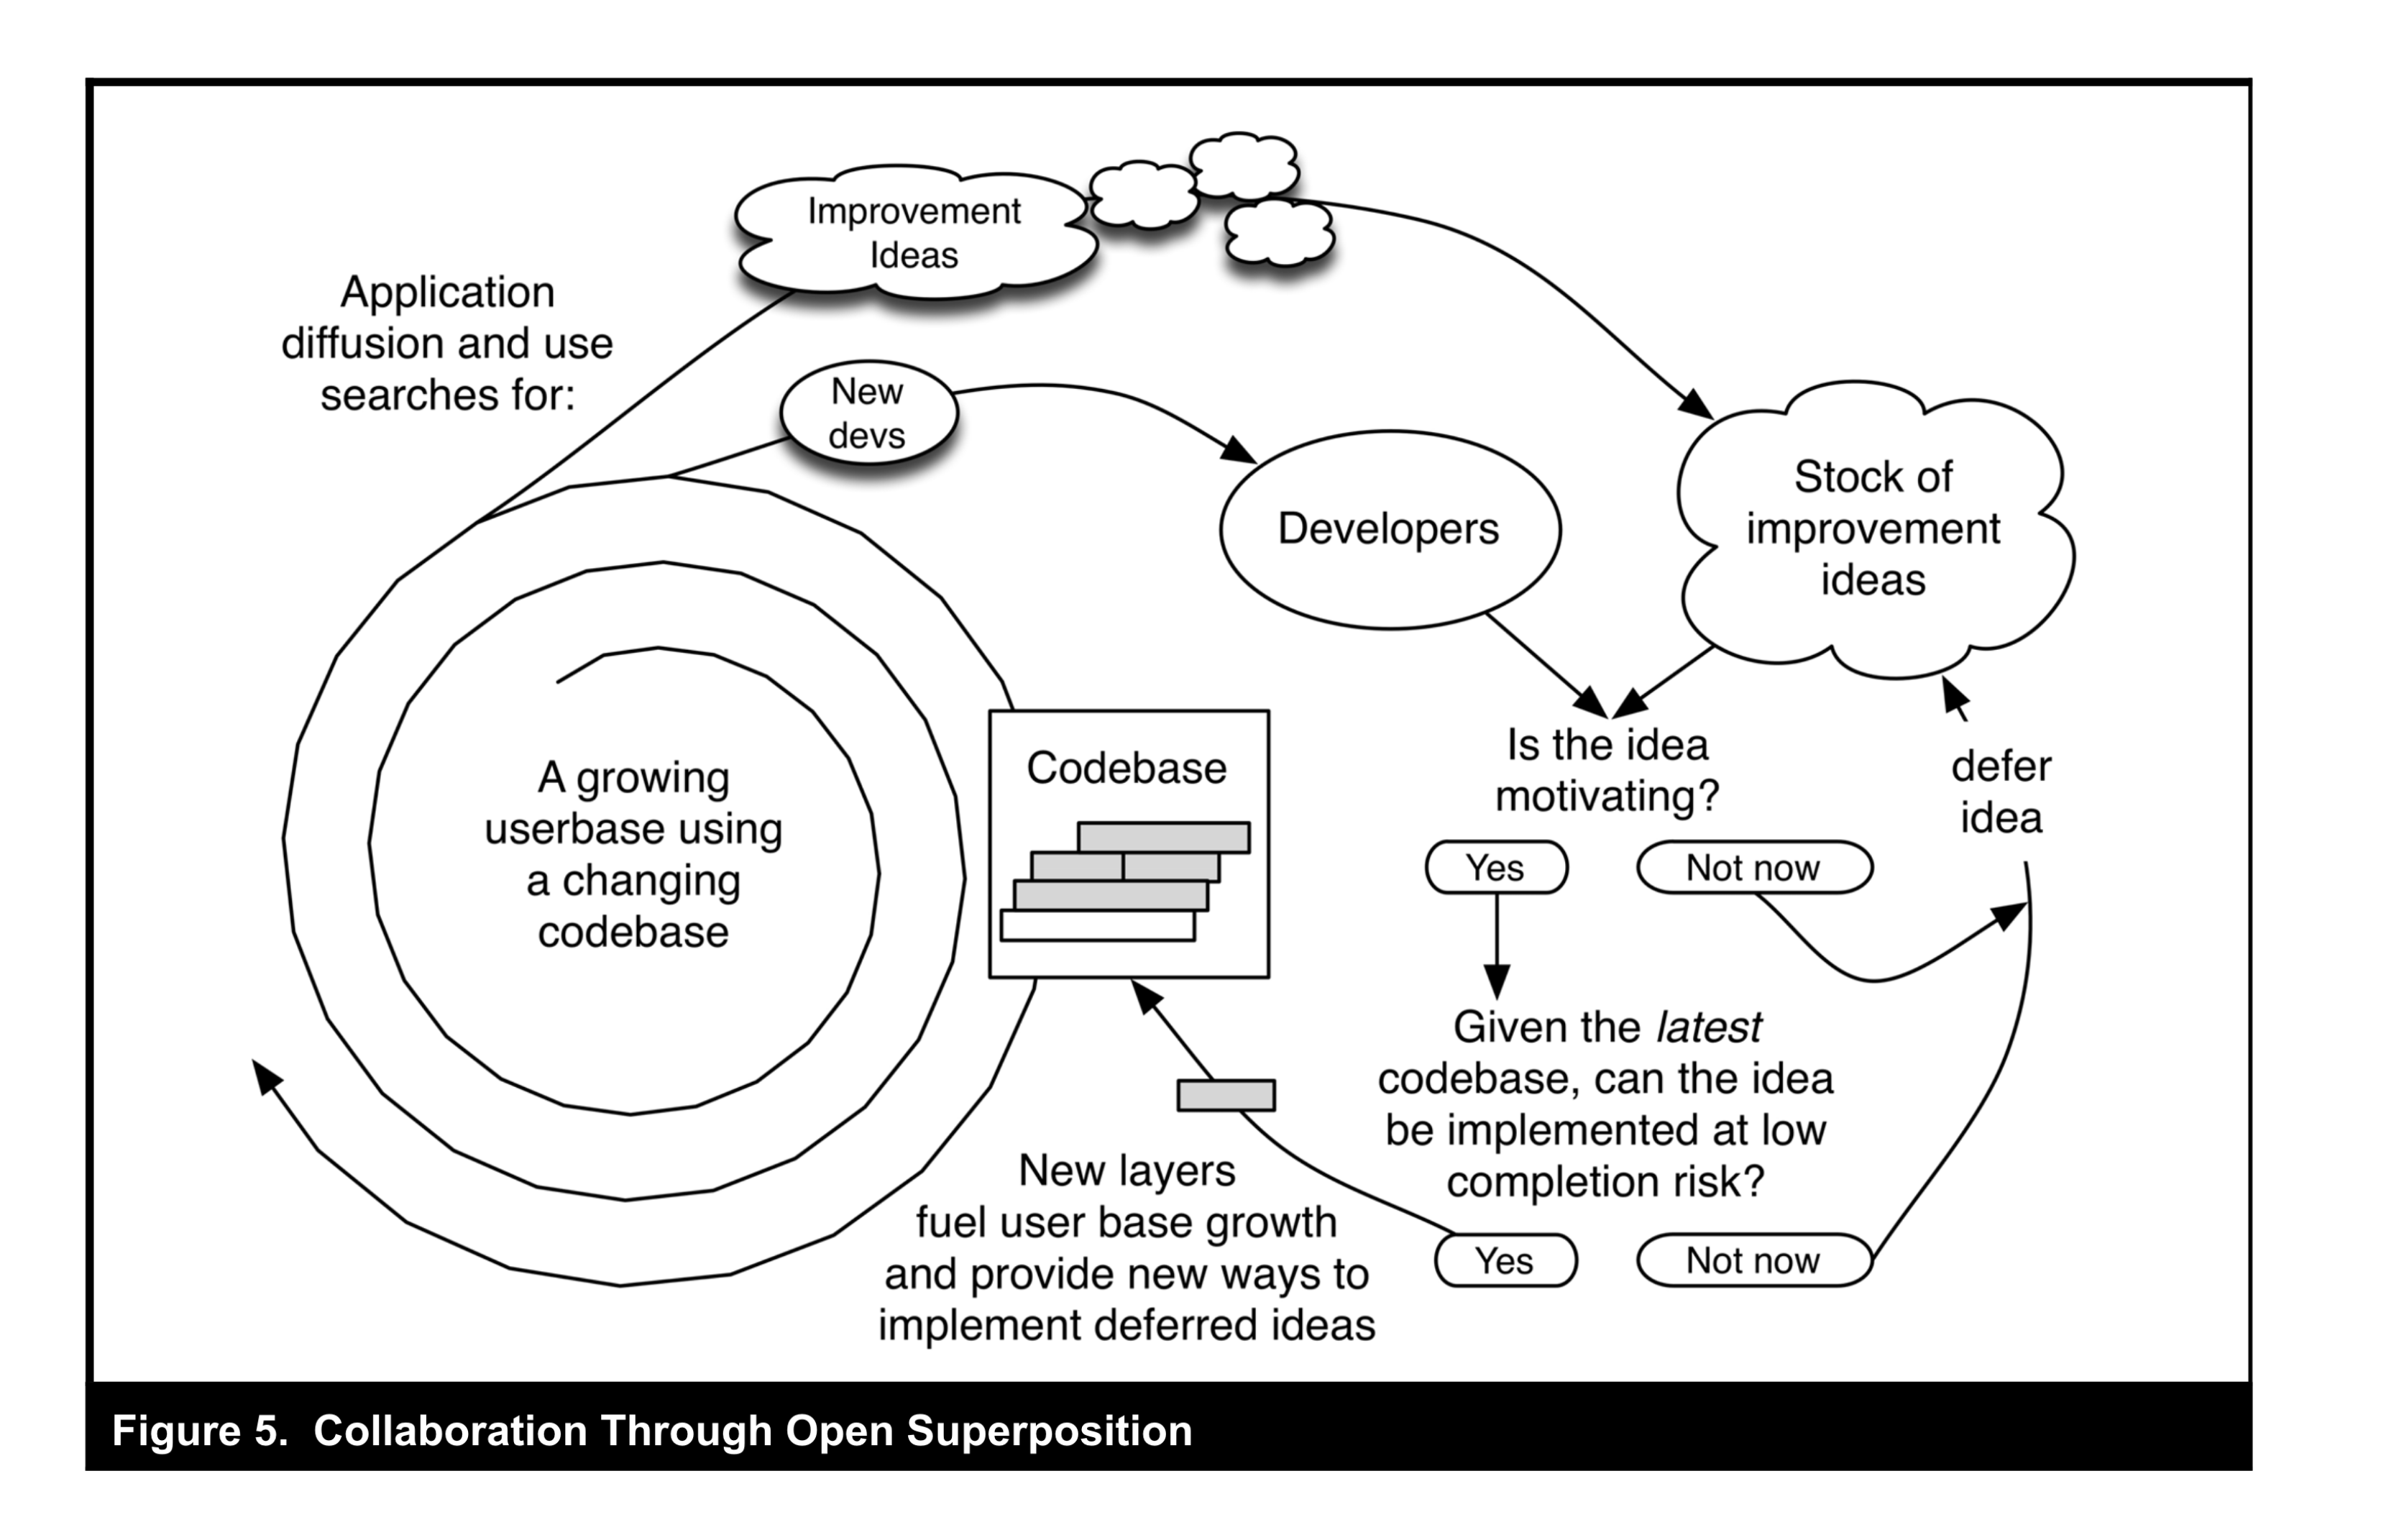 Improvement
Ideas
Application
diffusion and use
searches for:
New
devs
Developers
Stock of
improvement
ideas
A growing
userbase using
a changing
codebase
Codebase
Is the idea
motivating?
defer
idea
Yes
Not now
Given the latest
codebase, can the idea
be implemented at low
completion risk?
Yes
Not now
New layers
fuel user base growth
and provide new ways to
implement deferred ideas
Figure 5. Collaboration Through Open Superposition